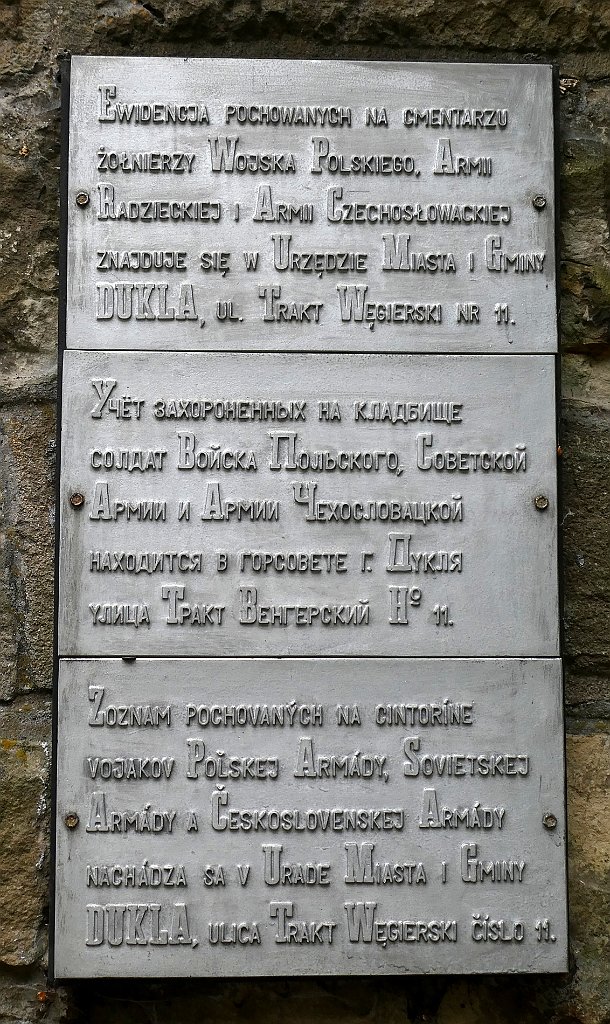 Ewidencja pochowanych na cmentarzu
żołnierzy Wojska Polskiego, Armii
Radzieckiej i Armii Czechosłowackiej
znajduje się w Urzędzie Miasta i Gminy
DUKLA, ul. Trakt Węgierski nr 11.
Учёт захороненных на кладбище
солдат Войска Польского, Советской
Армии и Армии Чехословацкой
находится в горсовете г. Дукля
улица Тракт Венгерский Nº 11.
Zoznam pochovaných na cintoríne
vojakov Poľskej Armády, Sovietskej
Armády a Československej Armády
nachádza sa v Urade Miasta i Gminy
DUKLA, ulica Trakt Węgierski číslo 11.